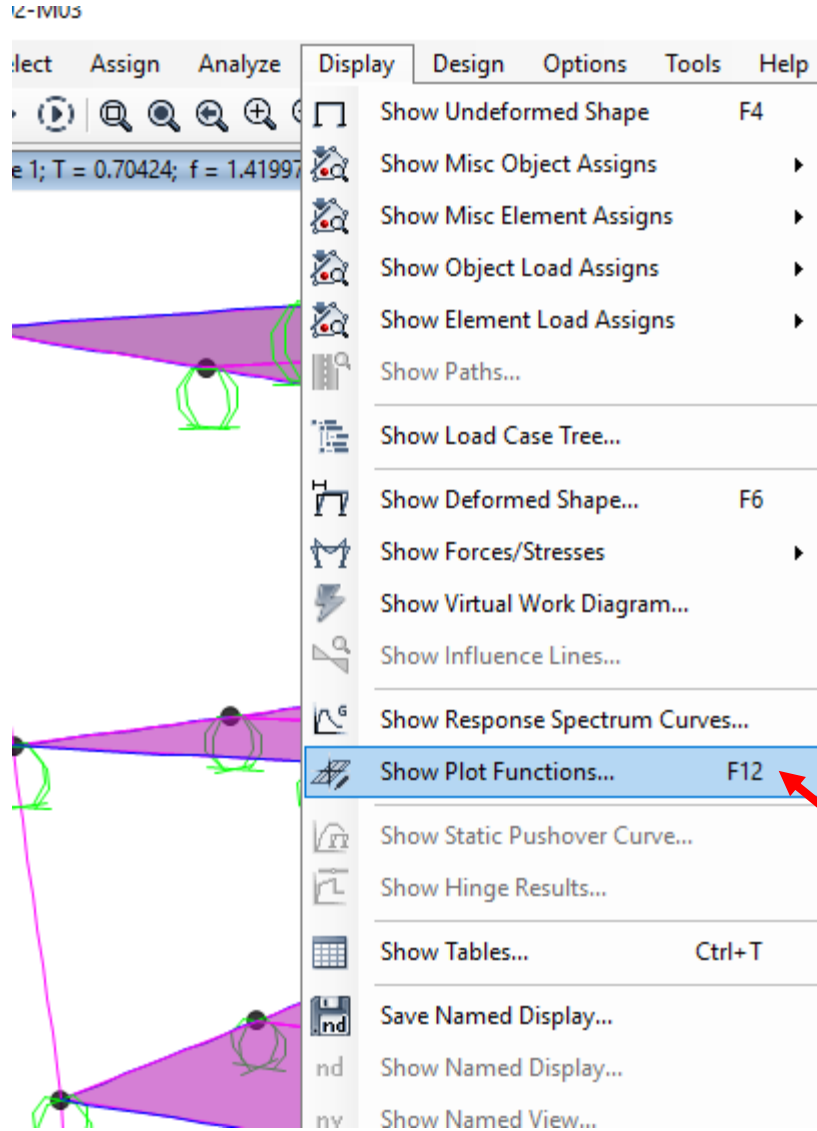 02-M03
elect Assign Analyze Display Design Options Tools Help
e 1; T = 0.70424; f = 1.41997
Show Undeformed Shape F4
Show Misc Object Assigns
Show Misc Element Assigns
Show Object Load Assigns
Show Element Load Assigns
Show Paths...
Show Load Case Tree...
Show Deformed Shape... F6
Show Forces/Stresses
Show Virtual Work Diagram...
Show Influence Lines...
G Show Response Spectrum Curves...
Show Plot Functions... F12
Show Static Pushover Curve...
Show Hinge Results...
Show Tables... Ctrl+T
nd Save Named Display...
nd Show Named Display...
nv Show Named View...